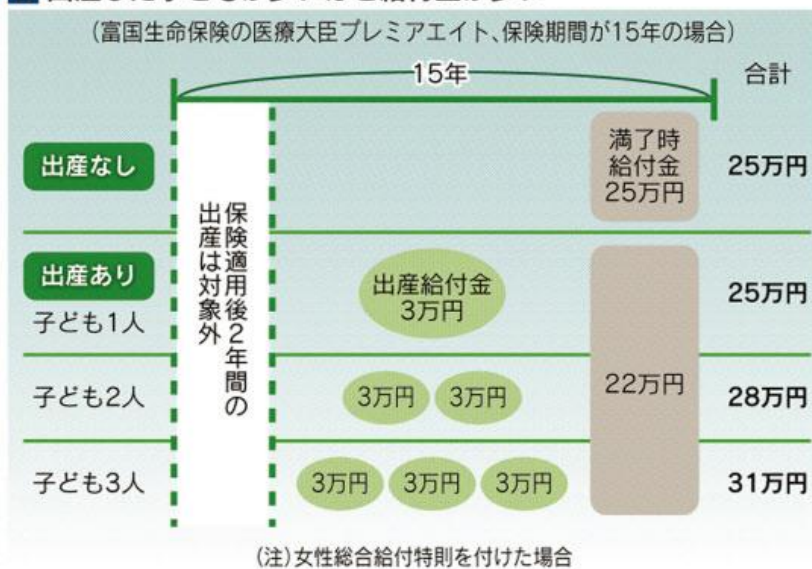 (富国生命保険の医療大臣プレミアエイト、保険期間が15年の場合)
15年
合計
出産なし
満了時
給付金
25万円
25万円
保険適用後2年間の
出産は対象外
出産あり
子ども1人
出産給付金
3万円
25万円
子ども2人
3万円 3万円
22万円
28万円
子ども3人
3万円 3万円 3万円
31万円
(注)女性総合給付特則を付けた場合